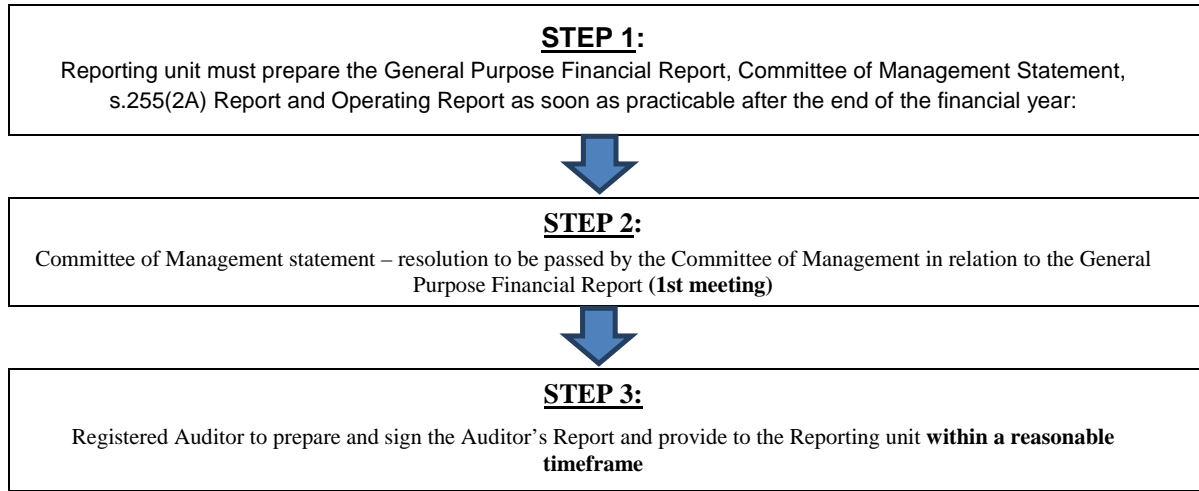 STEP 1:
Reporting unit must prepare the General Purpose Financial Report, Committee of Management Statement,
s.255(2A) Report and Operating Report as soon as practicable after the end of the financial year:
STEP 2:
Committee of Management statement – resolution to be passed by the Committee of Management in relation to the General
Purpose Financial Report (1st meeting)
STEP 3:
Registered Auditor to prepare and sign the Auditor’s Report and provide to the Reporting unit within a reasonable
timeframe